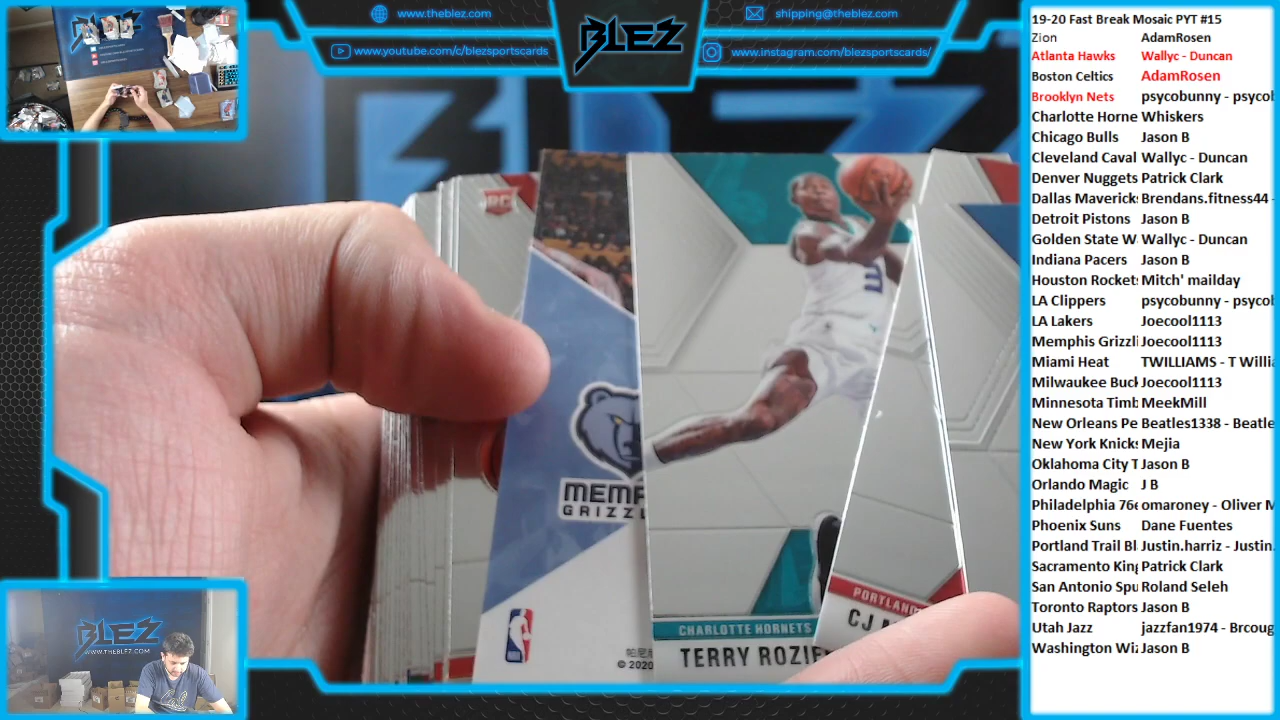 www.theblez.com
shipping@theblez.com
www.youtube.com/c/blezsportscards
www.instagram.com/blezsportscards/
BLEZ
19-20 Fast Break Mosaic PYT #15
Zion AdamRosen
Atlanta Hawks Wallyc - Duncan
Boston Celtics AdamRosen
Brooklyn Nets psycobunny - psycol
Charlotte Horne Whiskers
Chicago Bulls Jason B
Cleveland Caval Wallyc - Duncan
Denver Nuggets Patrick Clark
Dallas Maverick Brendans.fitness44 -
Detroit Pistons Jason B
Golden State W Wallyc - Duncan
Indiana Pacers Jason B
Houston Rocket Mitch' mailday
LA Clippers psycobunny - psycol
LA Lakers Joecool1113
Memphis Grizzl Joecool1113
Miami Heat TWILLIAMS - T Willia
Milwaukee Buck Joecool1113
Minnesota Timb MeekMill
New Orleans Pe Beatles1338 - Beatle
New York Knick Mejia
Oklahoma City T Jason B
Orlando Magic J B
Philadelphia 76e omaroney - Oliver M
Phoenix Suns Dane Fuentes
Portland Trail Bl Justin.harriz - Justin.
Sacramento King Patrick Clark
San Antonio Spu Roland Seleh
Toronto Raptors Jason B
Utah Jazz jazzfan1974 - Brcoug
Washington Wiz Jason B
RC
MEMP
GRIZZL
© 2020
CHARLOTTE HORNETS
TERRY ROZIE
PORTLAND
CJ
BLEZ
WWW.THEBLEZ.COM